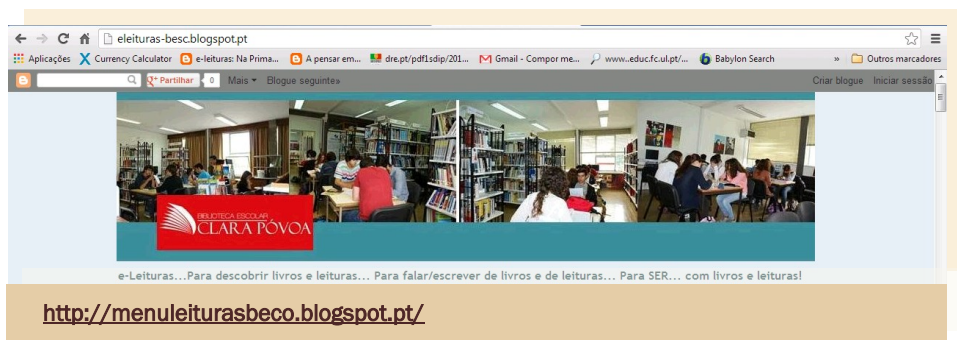 eleituras-besc.blogspot.pt
Aplicações Currency Calculator e-leituras: Na Prima... A pensar em... dre.pt/pdf1sdip/201... Gmail - Compor me... www..educ.fc.ul.pt/... Babylon Search » Outros marcadores
Partilhar 0 Mais Blogue seguinte» Criar blogue Iniciar sessão
BIBLIOTECA ESCOLAR
CLARA PÓVOA
e-Leituras...Para descobrir livros e leituras... Para falar/escrever de livros e de leituras... Para SER... com livros e leituras!
http://menuleiturasbeco.blogspot.pt/